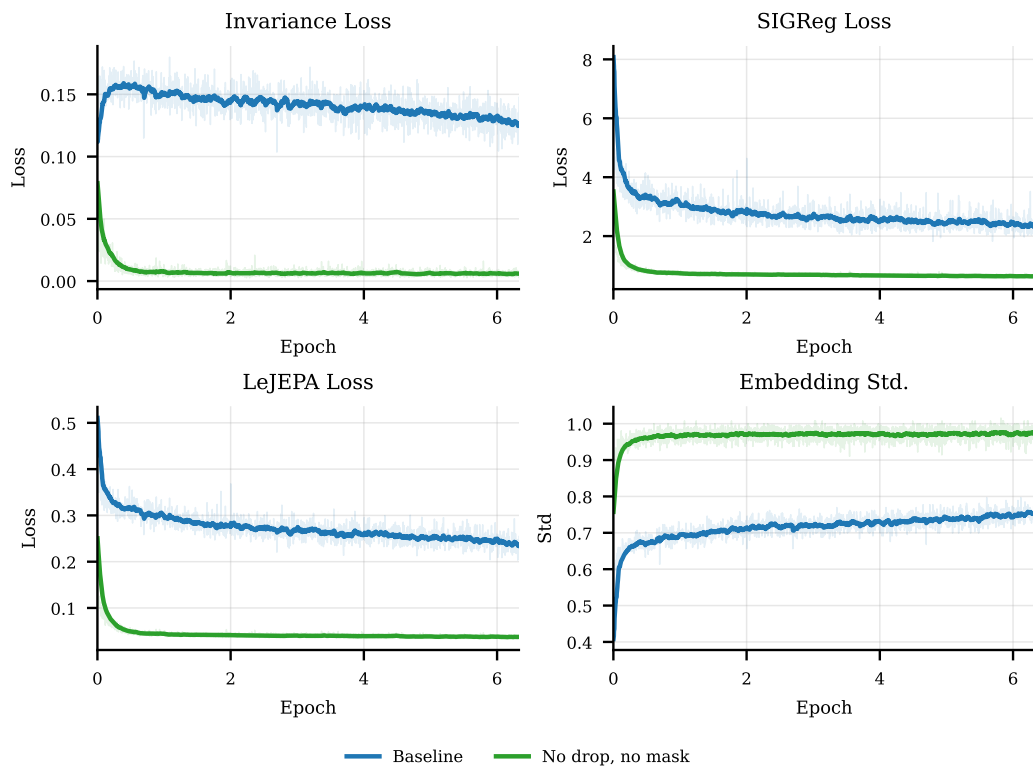 Invariance Loss
SIGReg Loss
Loss
0.15
0.10
0.05
0.00
0 2 4 6
Epoch
Loss
8
6
4
2
0 2 4 6
Epoch
LeJEPA Loss
Embedding Std.
Loss
0.5
0.4
0.3
0.2
0.1
0 2 4 6
Epoch
Std
1.0
0.9
0.8
0.7
0.6
0.5
0.4
0 2 4 6
Epoch
Baseline
No drop, no mask